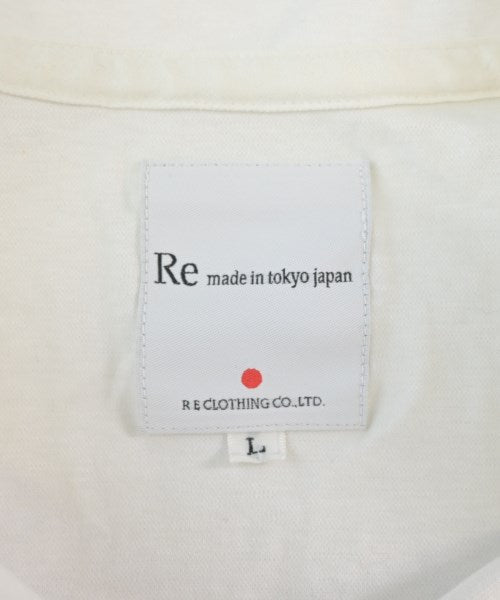 Re made in tokyo japan
R E CLOTHING CO.,LTD.
L